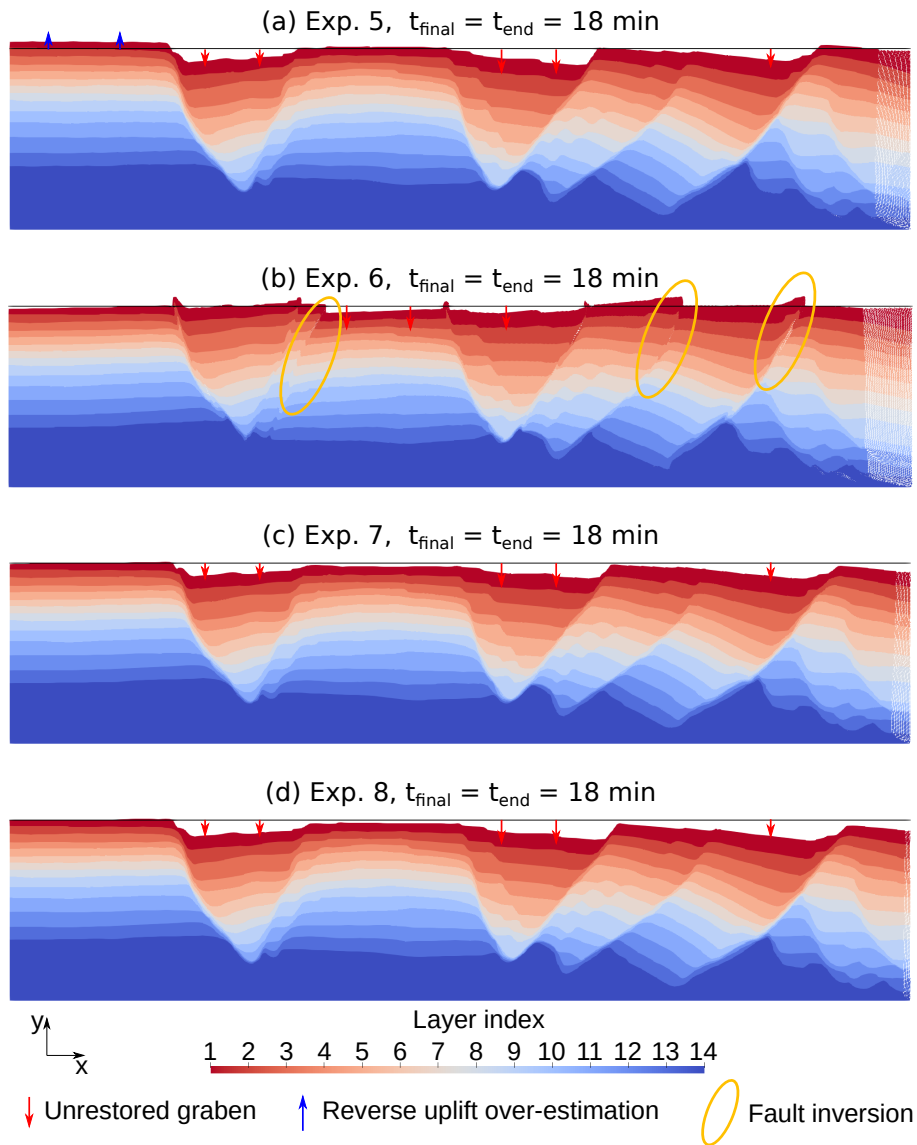 (a) Exp. 5, t_final = t_end = 18 min
(b) Exp. 6, t_final = t_end = 18 min
(c) Exp. 7, t_final = t_end = 18 min
(d) Exp. 8, t_final = t_end = 18 min
y
x
Layer index
1 2 3 4 5 6 7 8 9 10 11 12 13 14
Unrestored graben
Reverse uplift over-estimation
Fault inversion